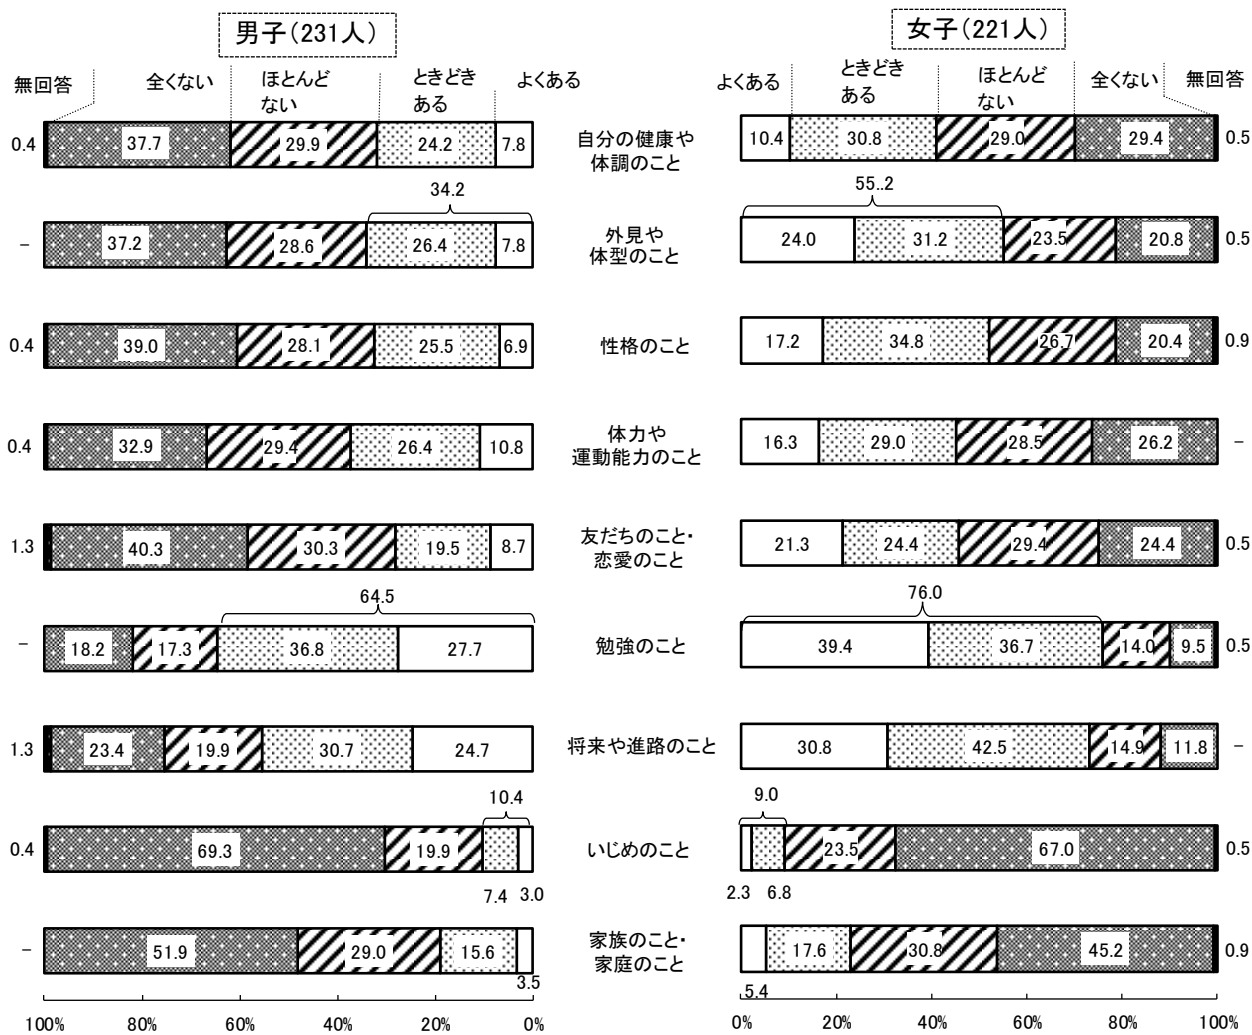 男子(231人)
女子(221人)
無回答
全くない
ほとんど
ない
ときどき
ある
よくある
よくある
ときどき
ある
ほとんど
ない
全くない
無回答
0.4 37.7 29.9 24.2 7.8
自分の健康や
体調のこと
10.4 30.8 29.0 29.4 0.5
34.2
55..2
- 37.2 28.6 26.4 7.8
外見や
体型のこと
24.0 31.2 23.5 20.8 0.5
0.4 39.0 28.1 25.5 6.9
性格のこと
17.2 34.8 26.7 20.4 0.9
0.4 32.9 29.4 26.4 10.8
体力や
運動能力のこと
16.3 29.0 28.5 26.2 -
1.3 40.3 30.3 19.5 8.7
友だちのこと・
恋愛のこと
21.3 24.4 29.4 24.4 0.5
64.5
76.0
- 18.2 17.3 36.8 27.7
勉強のこと
39.4 36.7 14.0 9.5 0.5
1.3 23.4 19.9 30.7 24.7
将来や進路のこと
30.8 42.5 14.9 11.8 -
10.4
9.0
0.4 69.3 19.9
いじめのこと
23.5 67.0 0.5
7.4 3.0
2.3 6.8
- 51.9 29.0 15.6
3.5
家族のこと・
家庭のこと
17.6 30.8 45.2 0.9
5.4
100% 80% 60% 40% 20% 0%
0% 20% 40% 60% 80% 100%